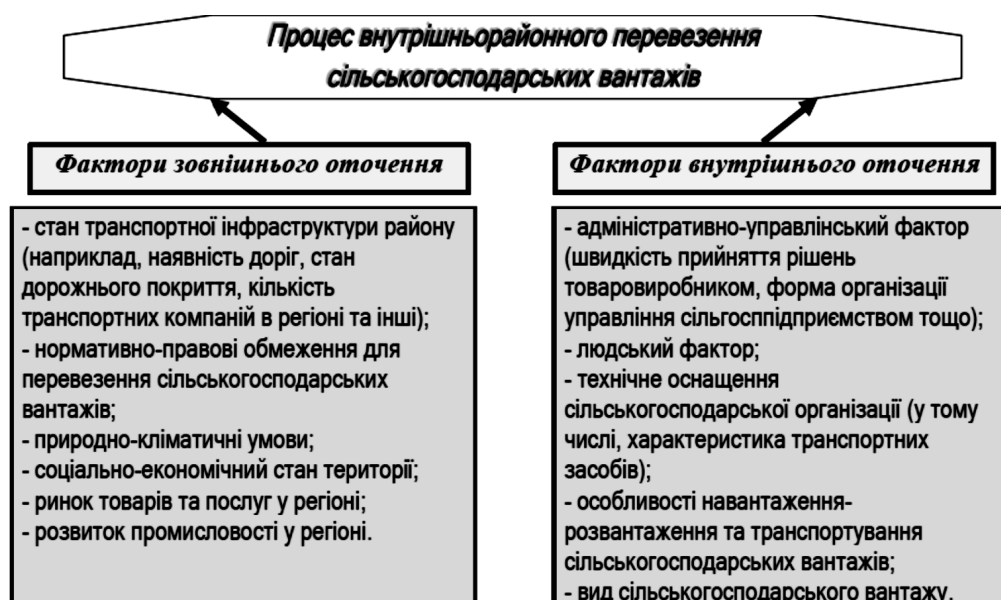 Процес внутрішньорайонного перевезення
сільськогосподарських вантажів
Фактори зовнішнього оточення
- стан транспортної інфраструктури району
(наприклад, наявність доріг, стан
дорожнього покриття, кількість
транспортних компаній в регіоні та інші);
- нормативно-правові обмеження для
перевезення сільськогосподарських
вантажів;
- природно-кліматичні умови;
- соціально-економічний стан території;
- ринок товарів та послуг у регіоні;
- розвиток промисловості у регіоні.
Фактори внутрішнього оточення
- адміністративно-управлінський фактор
(швидкість прийняття рішень
товаровиробником, форма організації
управління сільгосппідприємством тощо);
- людський фактор;
- технічне оснащення
сільськогосподарської організації (у тому
числі, характеристика транспортних
засобів);
- особливості навантаження-
розвантаження та транспортування
сільськогосподарських вантажів;
- вид сільськогосподарського вантажу.